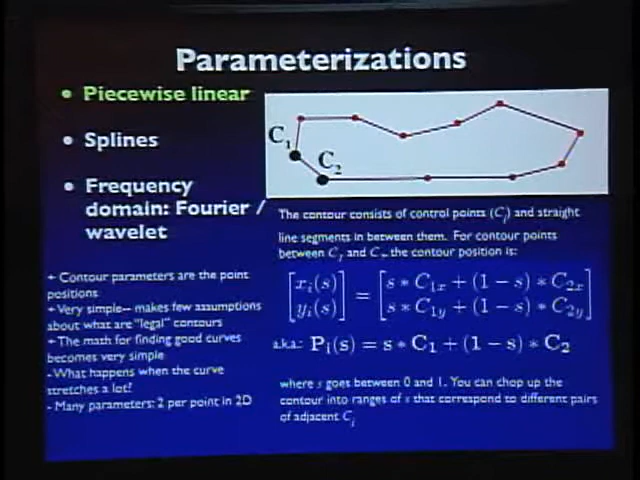 Parameterizations
• Piecewise linear
• Splines
• Frequency
domain: Fourier /
wavelet
C1
C2
The contour consists of control points (Ci) and straight
line segments in between them. For contour points
between C1 and C2, the contour position is:
[xi(s)] = [s * C1x + (1 − s) * C2x]
[yi(s)] = [s * C1y + (1 − s) * C2y]
a.k.a.: Pi(s) = s * C1 + (1 − s) * C2
where s goes between 0 and 1. You can chop up the
contour into ranges of s that correspond to different pairs
of adjacent Ci
+ Contour parameters are the point
positions
+ Very simple-- makes few assumptions
about what are "legal" contours
+ The math for finding good curves
becomes very simple
- What happens when the curve
stretches a lot?
- Many parameters: 2 per point in 2D